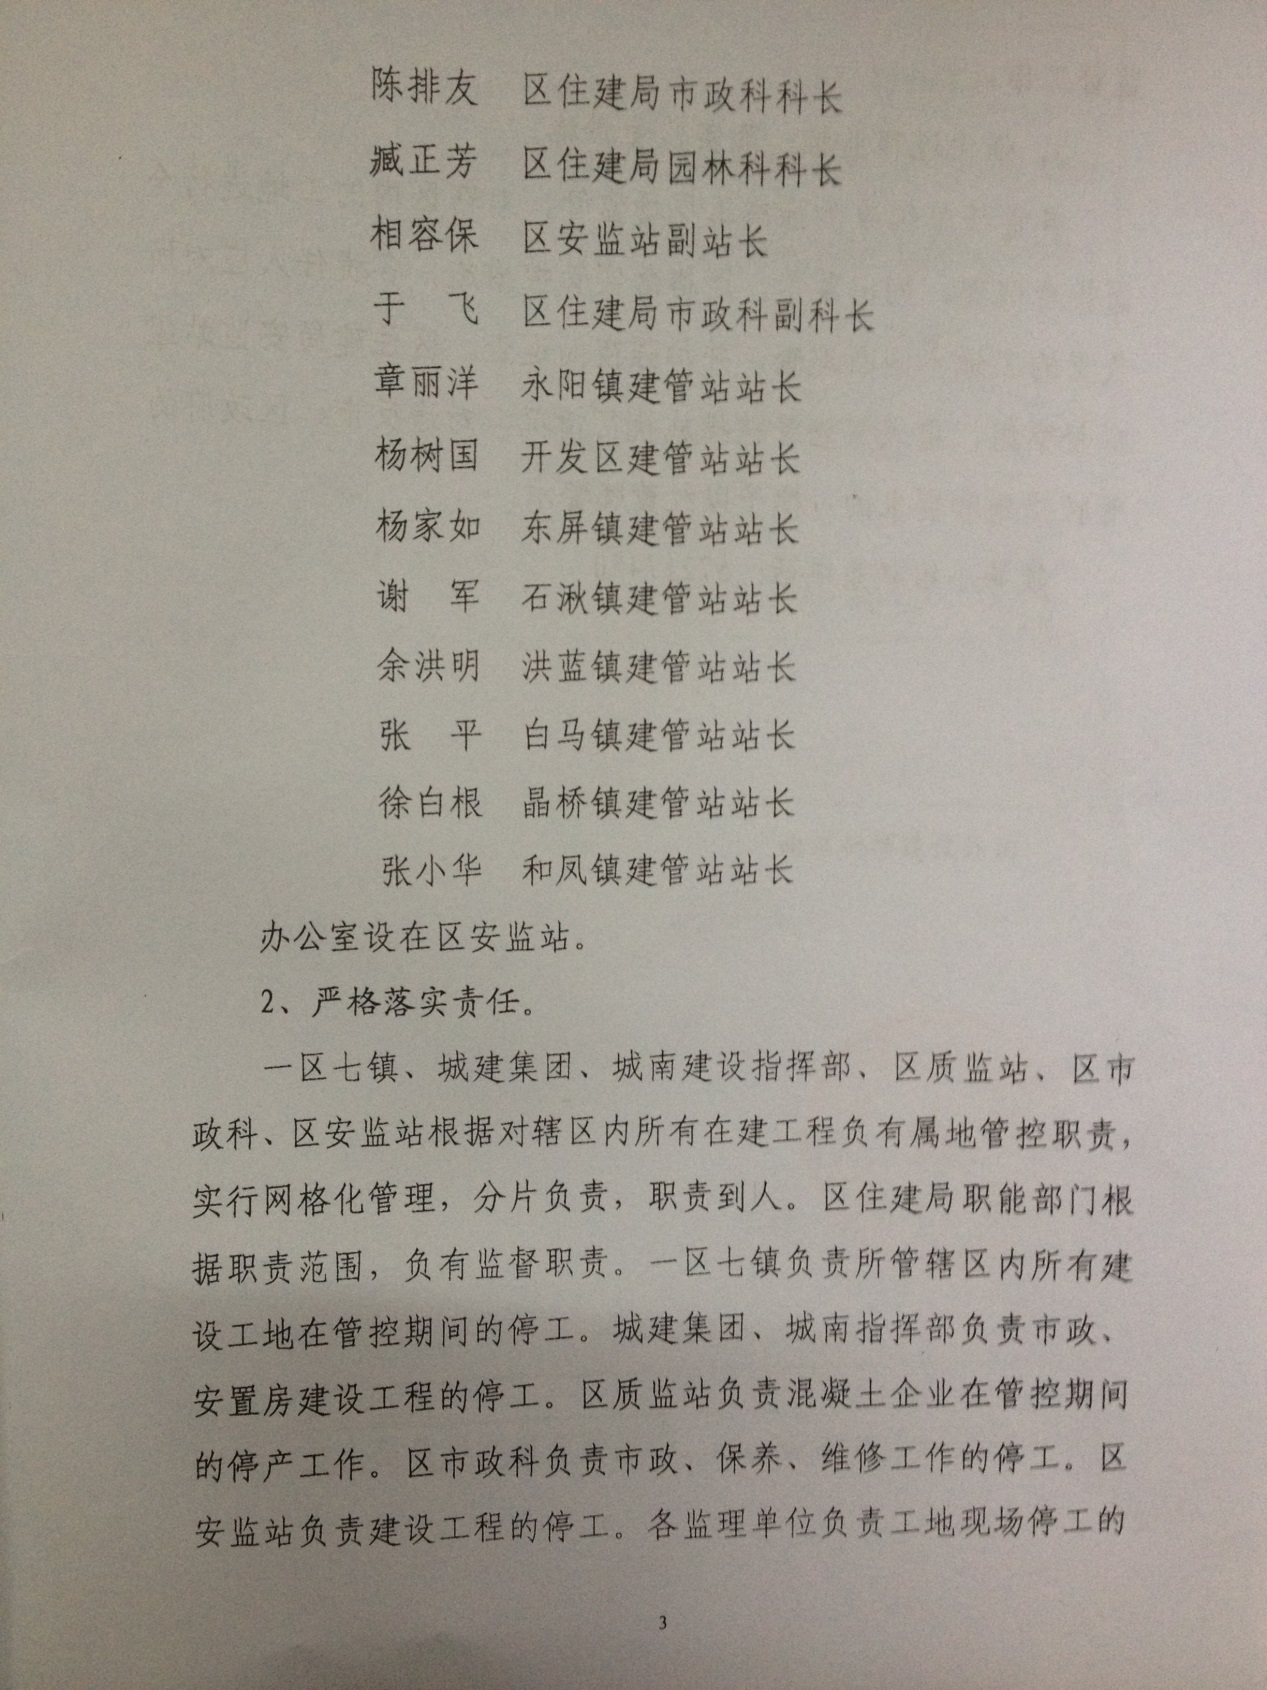 陈排友 区住建局市政科科长
臧正芳 区住建局园林科科长
相容保 区安监站副站长
于 飞 区住建局市政科副科长
章丽洋 永阳镇建管站站长
杨树国 开发区建管站站长
杨家如 东屏镇建管站站长
谢 军 石湫镇建管站站长
余洪明 洪蓝镇建管站站长
张 平 白马镇建管站站长
徐白根 晶桥镇建管站站长
张小华 和凤镇建管站站长
办公室设在区安监站。
2、严格落实责任。
一区七镇、城建集团、城南建设指挥部、区质监站、区市
政科、区安监站根据对辖区内所有在建工程负有属地管控职责，
实行网格化管理，分片负责，职责到人。区住建局职能部门根
据职责范围，负有监督职责。一区七镇负责所管辖区内所有建
设工地在管控期间的停工。城建集团、城南指挥部负责市政、
安置房建设工程的停工。区质监站负责混凝土企业在管控期间
的停产工作。区市政科负责市政、保养、维修工作的停工。区
安监站负责建设工程的停工。各监理单位负责工地现场停工的
3